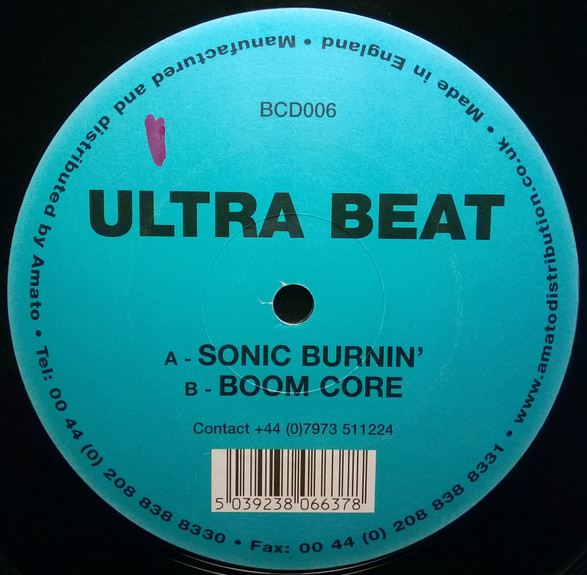 BCD006
ULTRA BEAT
A - SONIC BURNIN'
B - BOOM CORE
Contact +44 (0)7973 511224
5 039238 066378
Manufactured and distributed by Amato • Tel: 00 44 (0) 208 838 8330 • Fax: 00 44 (0) 208 838 8331 • www.amatodistribution.co.uk • Made in England •